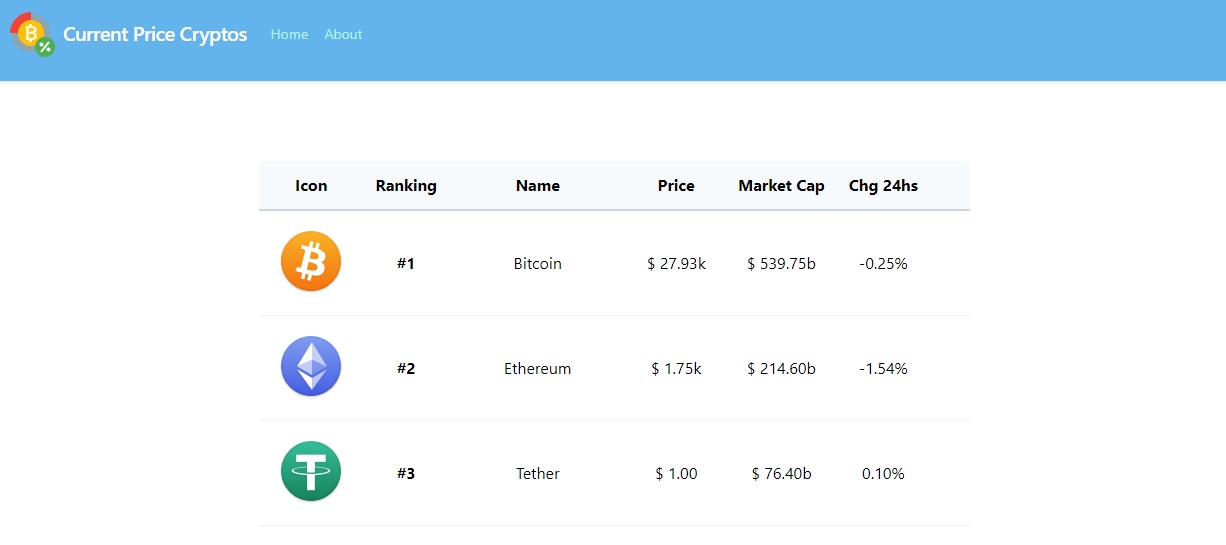 Current Price Cryptos Home About
Icon Ranking Name Price Market Cap Chg 24hs
#1 Bitcoin $ 27.93k $ 539.75b -0.25%
#2 Ethereum $ 1.75k $ 214.60b -1.54%
#3 Tether $ 1.00 $ 76.40b 0.10%